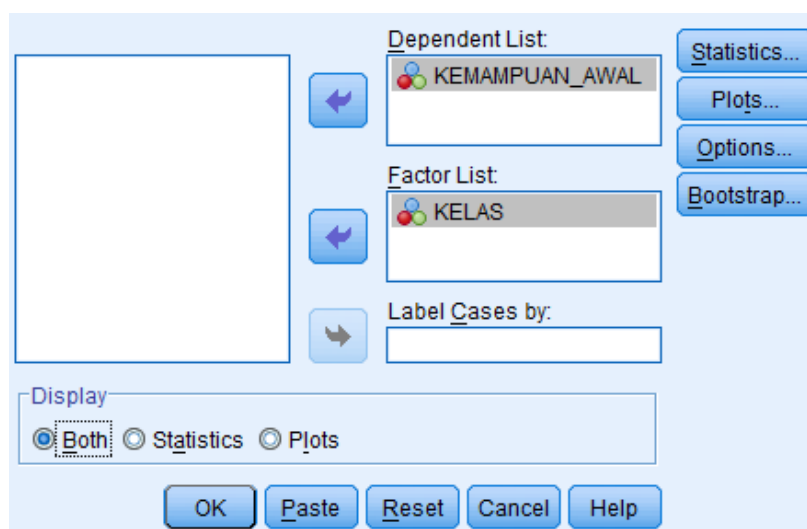 Dependent List:
KEMAMPUAN_AWAL
Factor List:
KELAS
Label Cases by:
Statistics...
Plots...
Options...
Bootstrap...
Display
Both Statistics Plots
OK Paste Reset Cancel Help